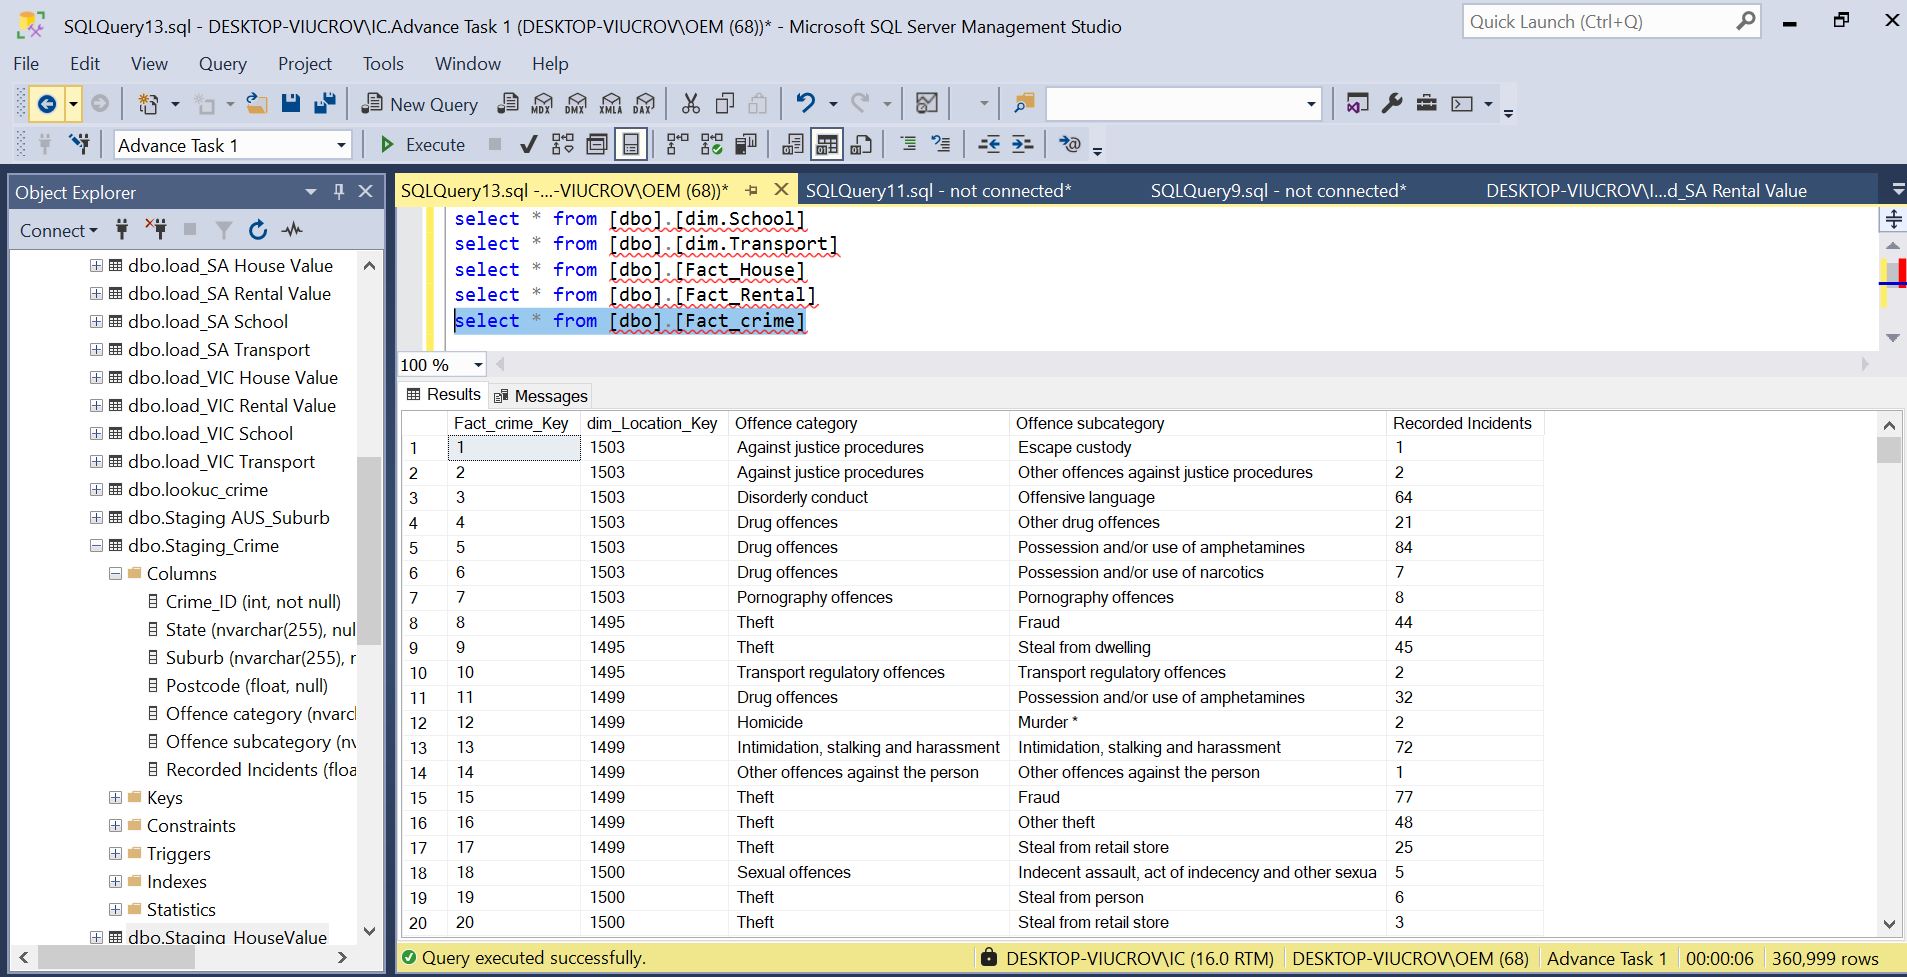 SQLQuery13.sql - DESKTOP-VIUCROV\IC.Advance Task 1 (DESKTOP-VIUCROV\OEM (68))* - Microsoft SQL Server Management Studio
Quick Launch (Ctrl+Q)
File Edit View Query Project Tools Window Help
New Query MDX DMX XMLA DAX
Advance Task 1 Execute
Object Explorer
Connect
dbo.load_SA House Value
dbo.load_SA Rental Value
dbo.load_SA School
dbo.load_SA Transport
dbo.load_VIC House Value
dbo.load_VIC Rental Value
dbo.load_VIC School
dbo.load_VIC Transport
dbo.lookuc_crime
dbo.Staging AUS_Suburb
dbo.Staging_Crime
Columns
Crime_ID (int, not null)
State (nvarchar(255), nul
Suburb (nvarchar(255), r
Postcode (float, null)
Offence category (nvarcl
Offence subcategory (nv
Recorded Incidents (floa
Keys
Constraints
Triggers
Indexes
Statistics
dbo.Staging_HouseValue
SQLQuery13.sql -...-VIUCROV\OEM (68))* SQLQuery11.sql - not connected* SQLQuery9.sql - not connected* DESKTOP-VIUCROV\I...d_SA Rental Value
select * from [dbo].[dim.School]
select * from [dbo].[dim.Transport]
select * from [dbo].[Fact_House]
select * from [dbo].[Fact_Rental]
select * from [dbo].[Fact_crime]
100 %
Results Messages
Fact_crime_Key dim_Location_Key Offence category Offence subcategory Recorded Incidents
1 1 1503 Against justice procedures Escape custody 1
2 2 1503 Against justice procedures Other offences against justice procedures 2
3 3 1503 Disorderly conduct Offensive language 64
4 4 1503 Drug offences Other drug offences 21
5 5 1503 Drug offences Possession and/or use of amphetamines 84
6 6 1503 Drug offences Possession and/or use of narcotics 7
7 7 1503 Pornography offences Pornography offences 8
8 8 1495 Theft Fraud 44
9 9 1495 Theft Steal from dwelling 45
10 10 1495 Transport regulatory offences Transport regulatory offences 2
11 11 1499 Drug offences Possession and/or use of amphetamines 32
12 12 1499 Homicide Murder * 2
13 13 1499 Intimidation, stalking and harassment Intimidation, stalking and harassment 72
14 14 1499 Other offences against the person Other offences against the person 1
15 15 1499 Theft Fraud 77
16 16 1499 Theft Other theft 48
17 17 1499 Theft Steal from retail store 25
18 18 1500 Sexual offences Indecent assault, act of indecency and other sexua 5
19 19 1500 Theft Steal from person 6
20 20 1500 Theft Steal from retail store 3
Query executed successfully. DESKTOP-VIUCROV\IC (16.0 RTM) DESKTOP-VIUCROV\OEM (68) Advance Task 1 00:00:06 360,999 rows